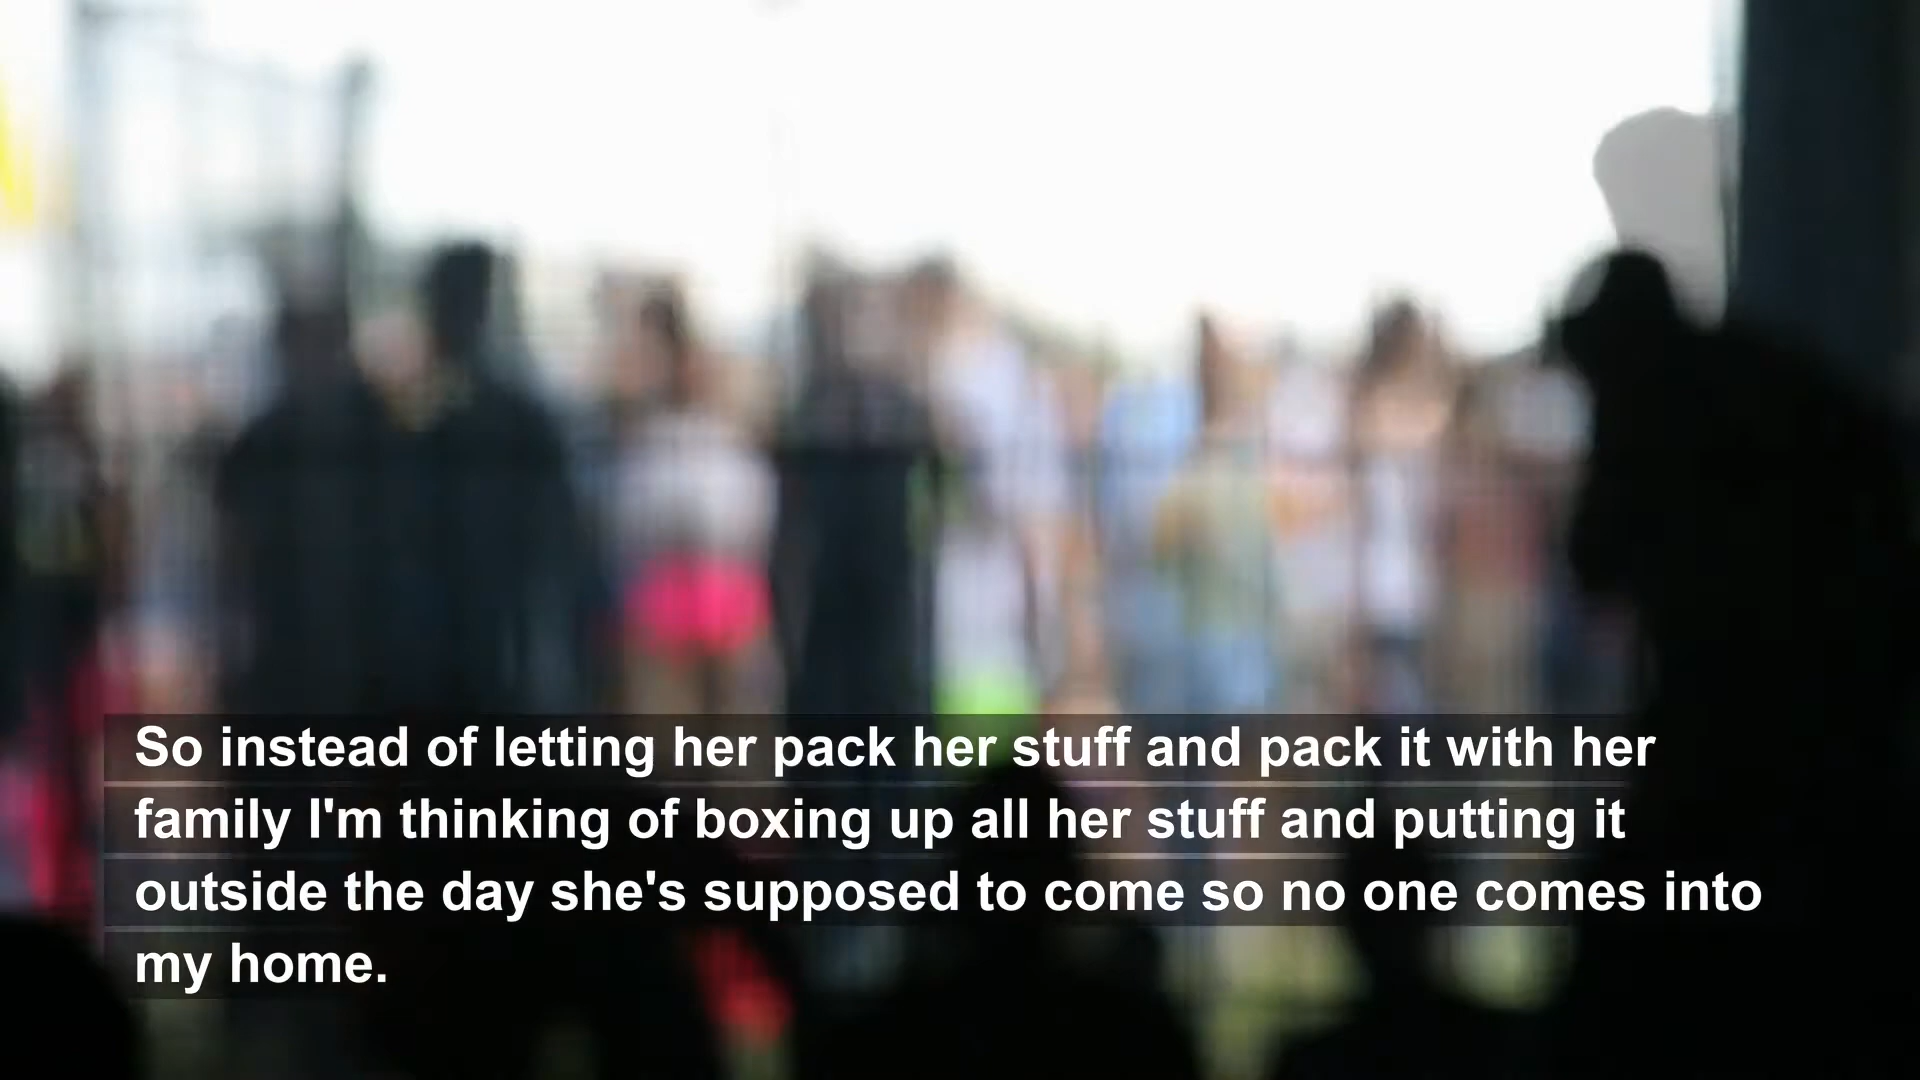 So instead of letting her pack her stuff and pack it with her
family I'm thinking of boxing up all her stuff and putting it
outside the day she's supposed to come so no one comes into
my home.